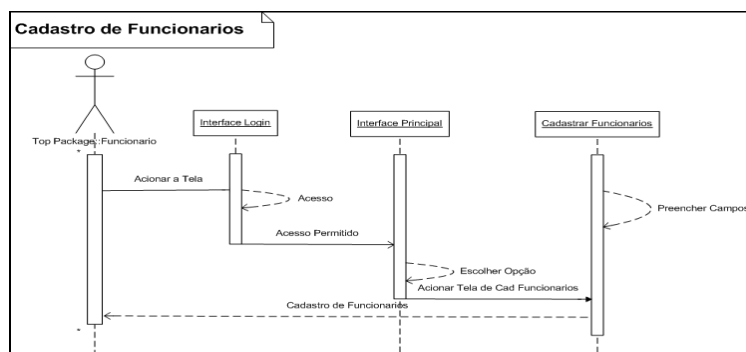 Cadastro de Funcionarios
Interface Login
Interface Principal
Cadastrar Funcionarios
Top Package::Funcionario
Acionar a Tela
Acesso
Preencher Campos
Acesso Permitido
Escolher Opção
Acionar Tela de Cad Funcionarios
Cadastro de Funcionarios